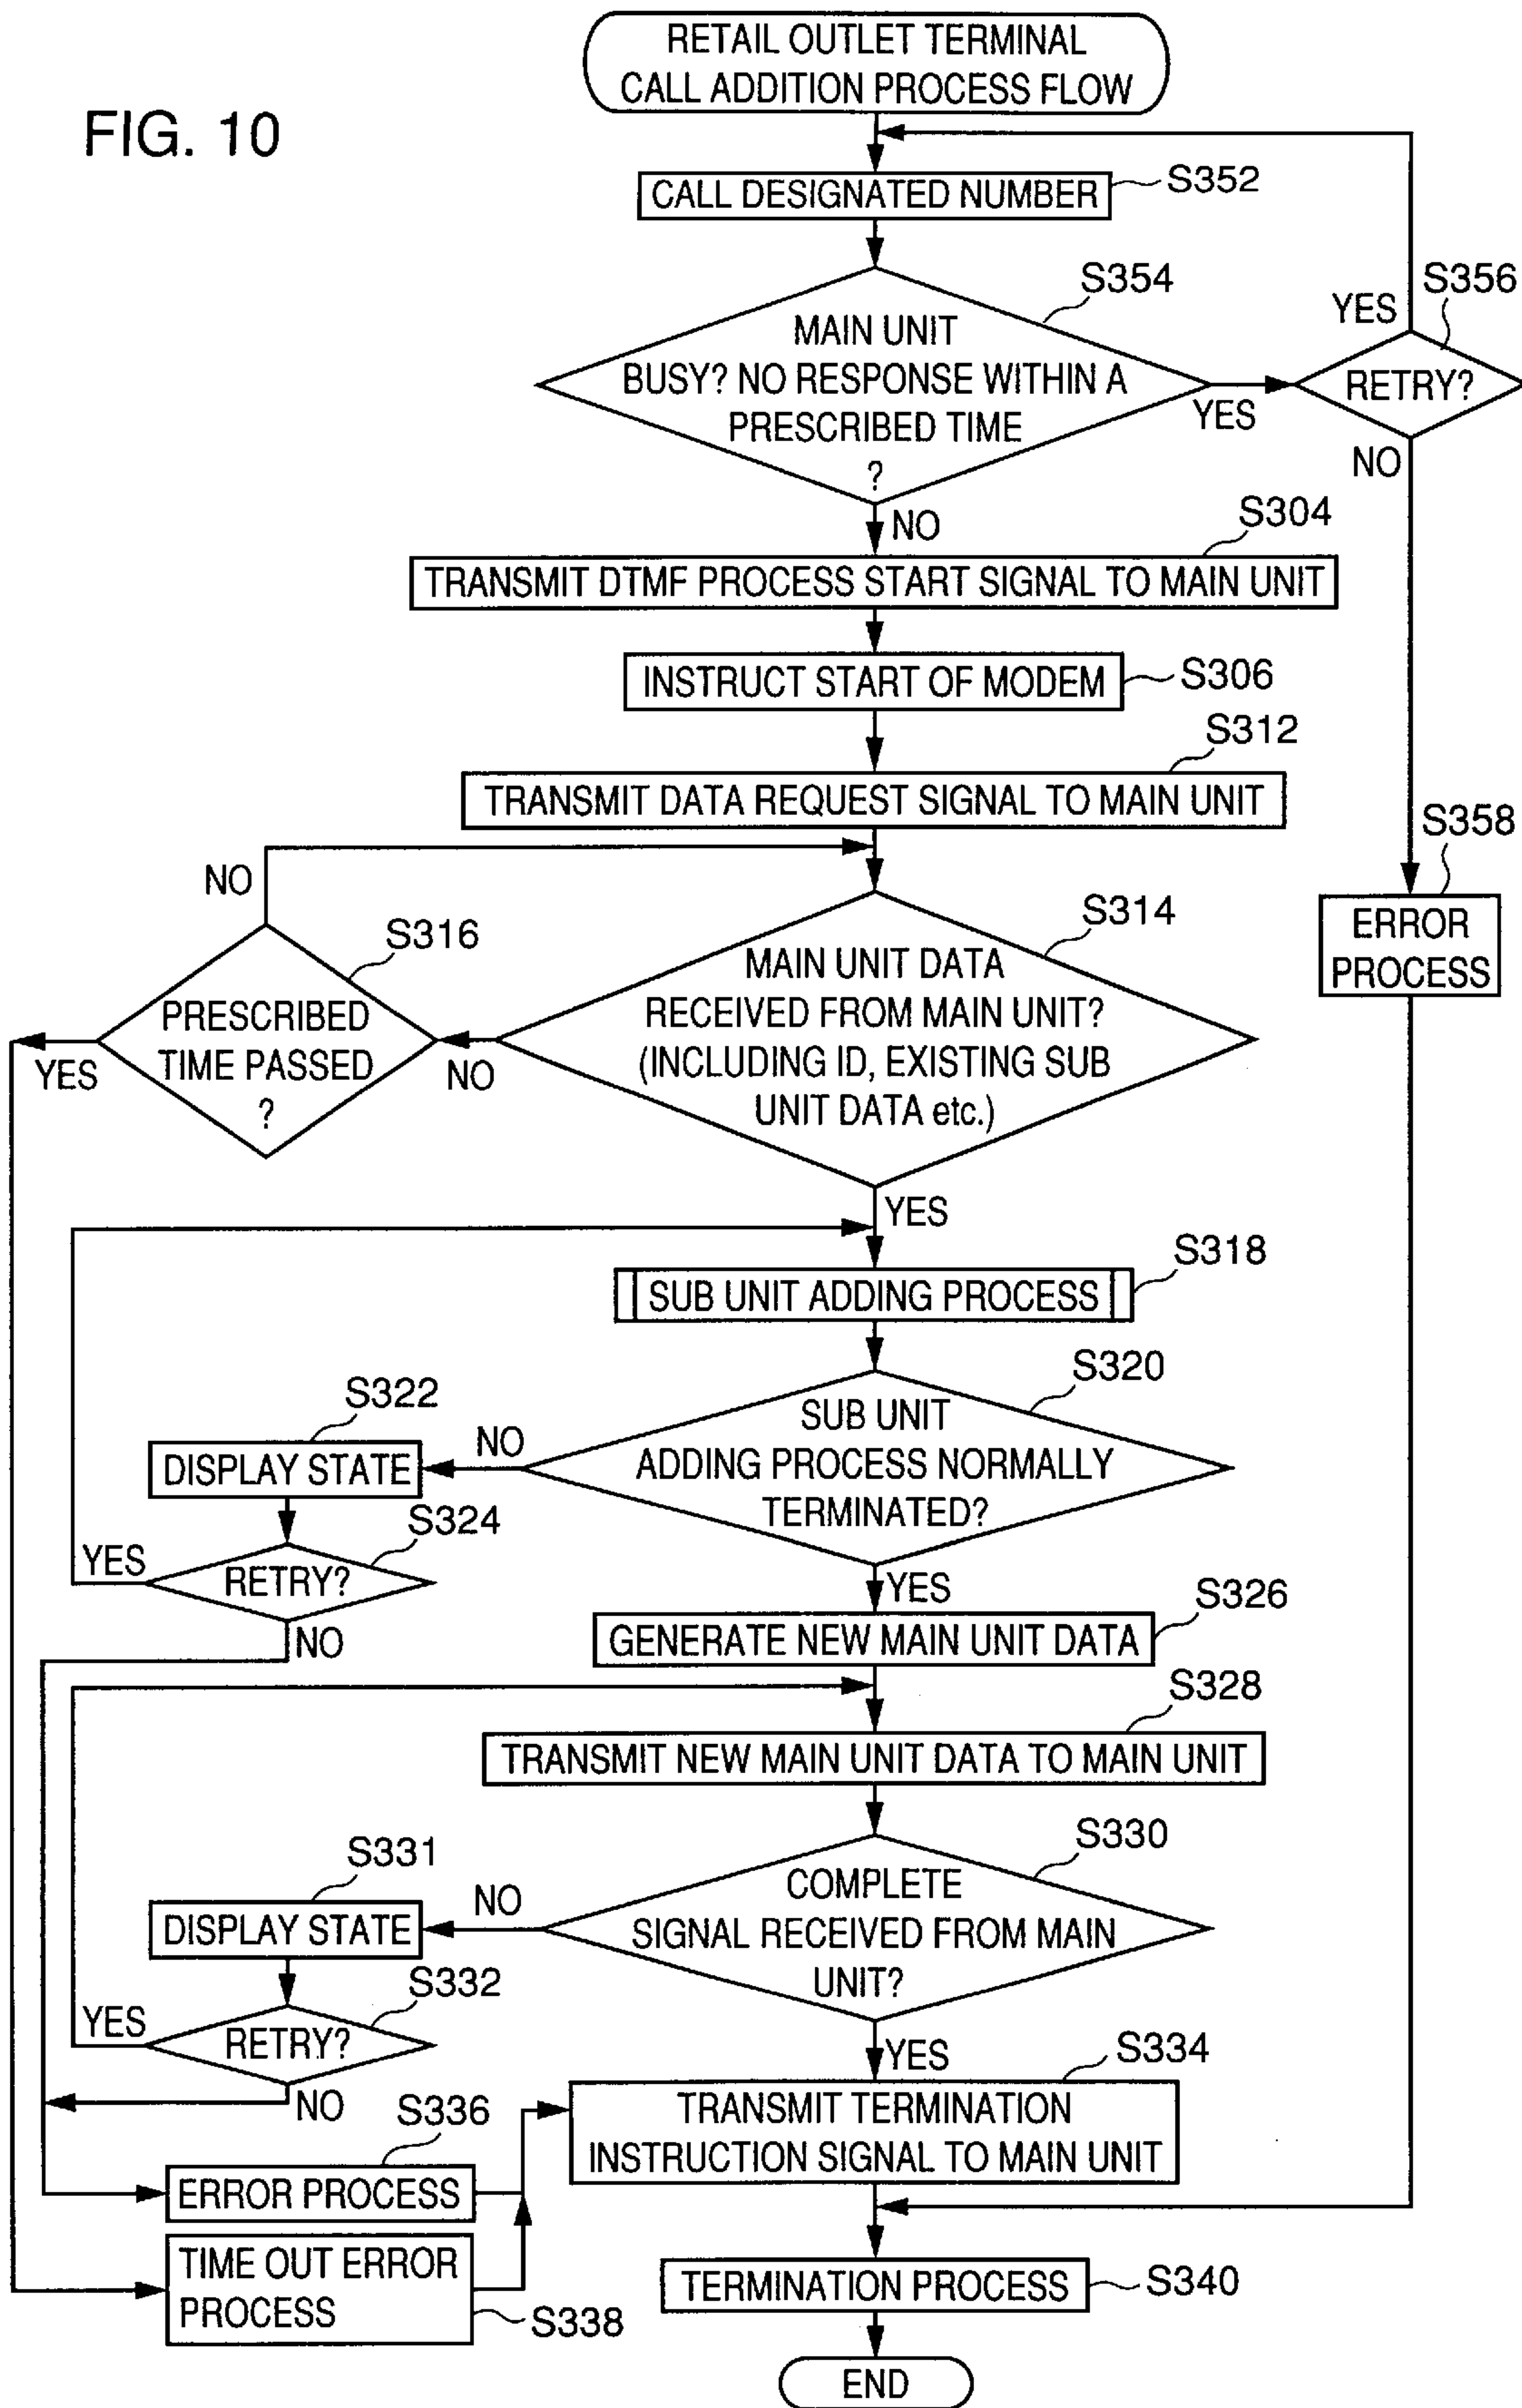 RETAIL OUTLET TERMINAL
CALL ADDITION PROCESS FLOW
FIG. 10
CALL DESIGNATED NUMBER
S352
S354
S356
MAIN UNIT
BUSY? NO RESPONSE WITHIN A
PRESCRIBED TIME
?
YES
YES
RETRY?
NO
NO
S304
TRANSMIT DTMF PROCESS START SIGNAL TO MAIN UNIT
INSTRUCT START OF MODEM
S306
S312
TRANSMIT DATA REQUEST SIGNAL TO MAIN UNIT
S358
ERROR
PROCESS
NO
S316
PRESCRIBED
TIME PASSED
?
YES
NO
S314
MAIN UNIT DATA
RECEIVED FROM MAIN UNIT?
(INCLUDING ID, EXISTING SUB
UNIT DATA etc.)
YES
S318
SUB UNIT ADDING PROCESS
S320
SUB UNIT
ADDING PROCESS NORMALLY
TERMINATED?
S322
NO
DISPLAY STATE
S324
YES
RETRY?
NO
YES
S326
GENERATE NEW MAIN UNIT DATA
S328
TRANSMIT NEW MAIN UNIT DATA TO MAIN UNIT
S330
COMPLETE
SIGNAL RECEIVED FROM MAIN
UNIT?
S331
NO
DISPLAY STATE
S332
YES
RETRY?
NO
YES
S334
TRANSMIT TERMINATION
INSTRUCTION SIGNAL TO MAIN UNIT
S336
ERROR PROCESS
TIME OUT ERROR
PROCESS
S338
TERMINATION PROCESS
S340
END